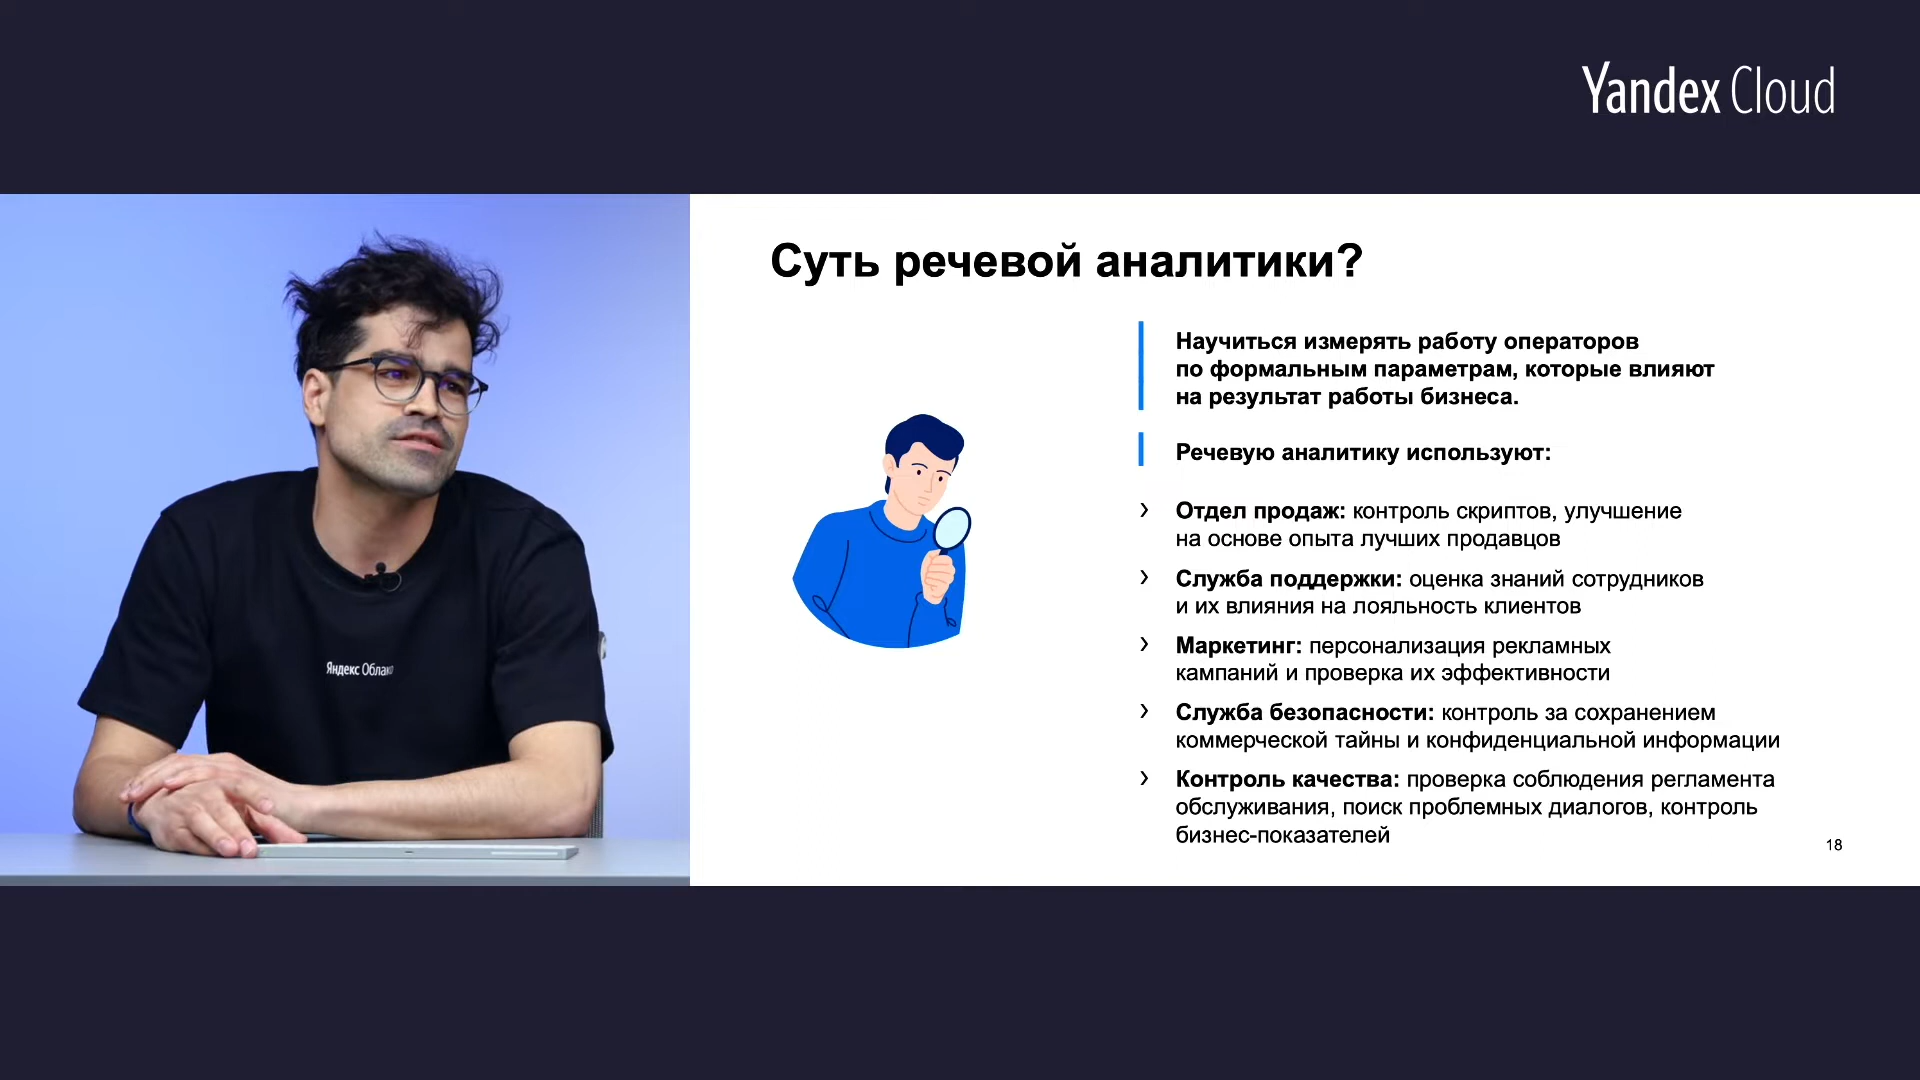 Yandex Cloud
Суть речевой аналитики?
Научиться измерять работу операторов
по формальным параметрам, которые влияют
на результат работы бизнеса.
Речевую аналитику используют:
› Отдел продаж: контроль скриптов, улучшение
на основе опыта лучших продавцов
› Служба поддержки: оценка знаний сотрудников
и их влияния на лояльность клиентов
› Маркетинг: персонализация рекламных
кампаний и проверка их эффективности
› Служба безопасности: контроль за сохранением
коммерческой тайны и конфиденциальной информации
› Контроль качества: проверка соблюдения регламента
обслуживания, поиск проблемных диалогов, контроль
бизнес-показателей
18
Яндекс Облако